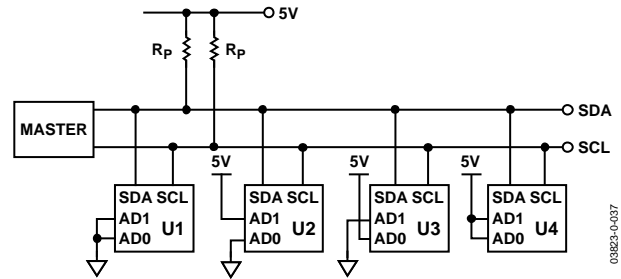 5V
RP RP
SDA
MASTER
SCL
5V 5V 5V
SDA SCL SDA SCL SDA SCL SDA SCL
AD1 U1 AD1 U2 AD1 U3 AD1 U4
AD0 AD0 AD0 AD0
03823-0-037